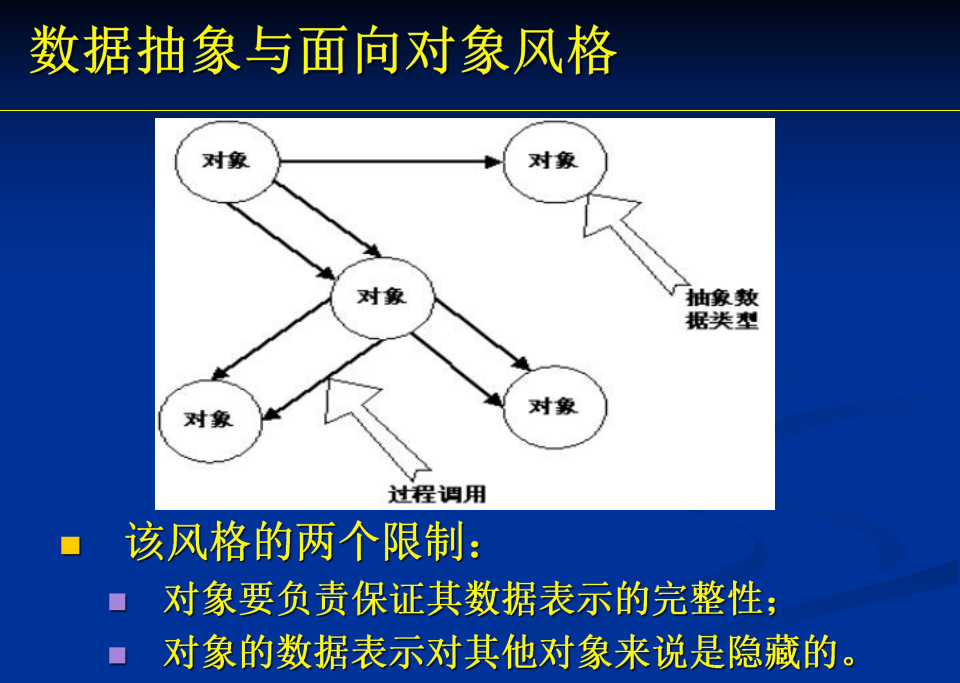 数据抽象与面向对象风格
对象
对象
对象
抽象数
据类型
对象
对象
过程调用
该风格的两个限制：
对象要负责保证其数据表示的完整性；
对象的数据表示对其他对象来说是隐藏的。